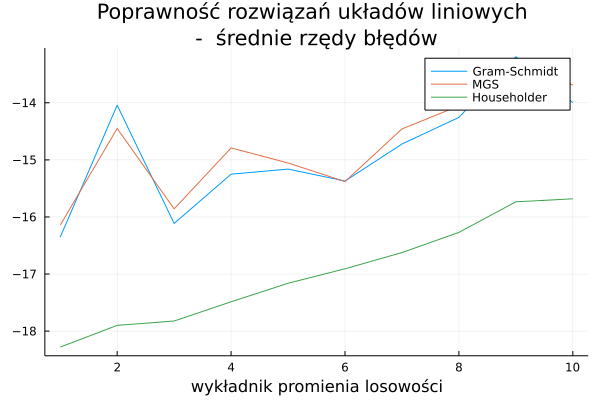 Poprawność rozwiązań układów liniowych
- średnie rzędy błędów
Gram-Schmidt
MGS
Householder
−14
−15
−16
−17
−18
2
4
6
8
10
wykładnik promienia losowości